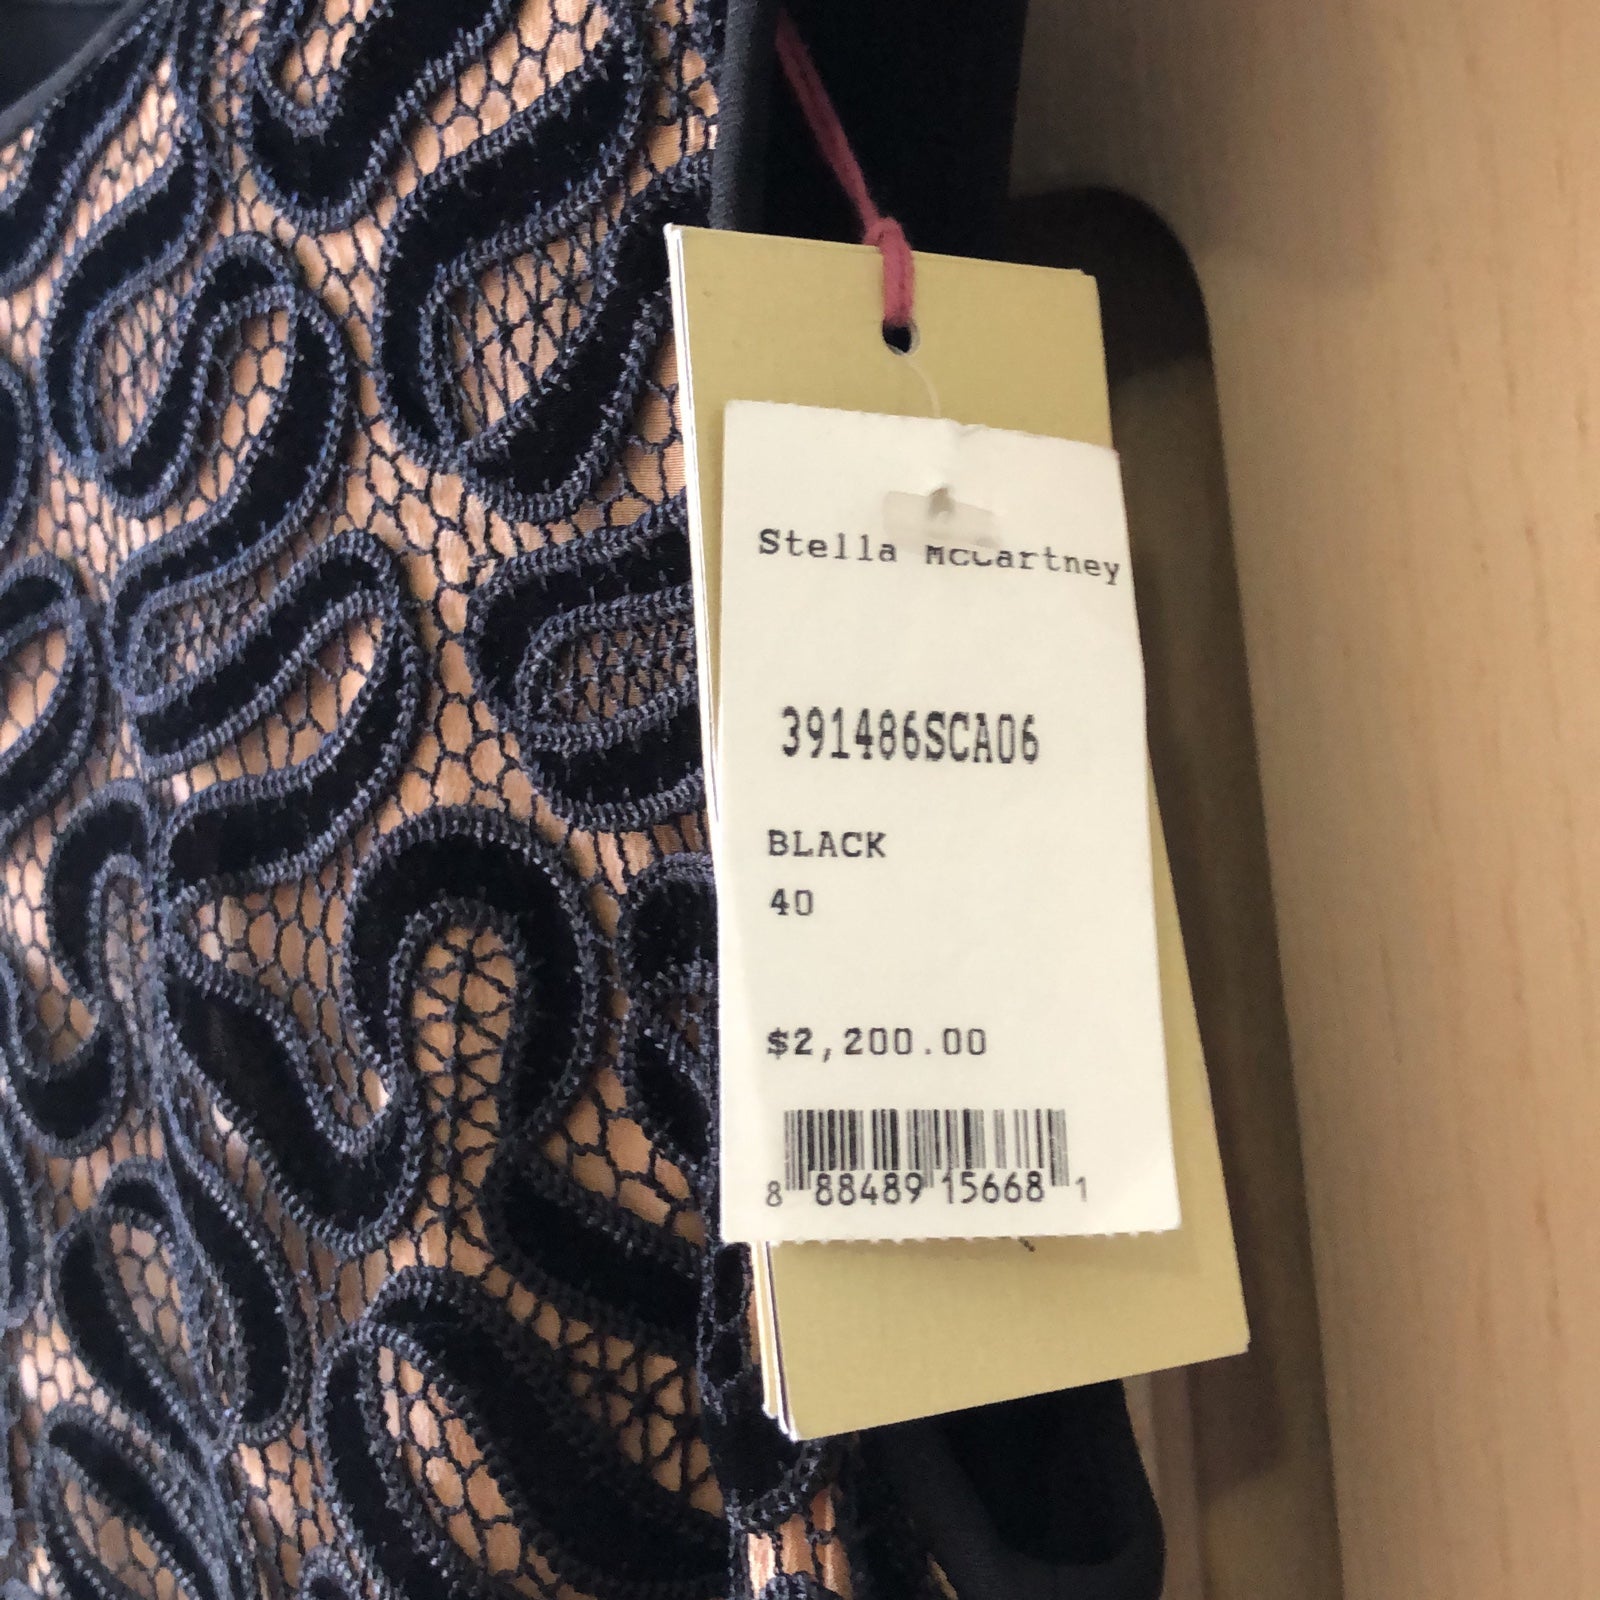 Stella McCartney
391486SCA06
BLACK
40
$2,200.00
8 88489 15668 1